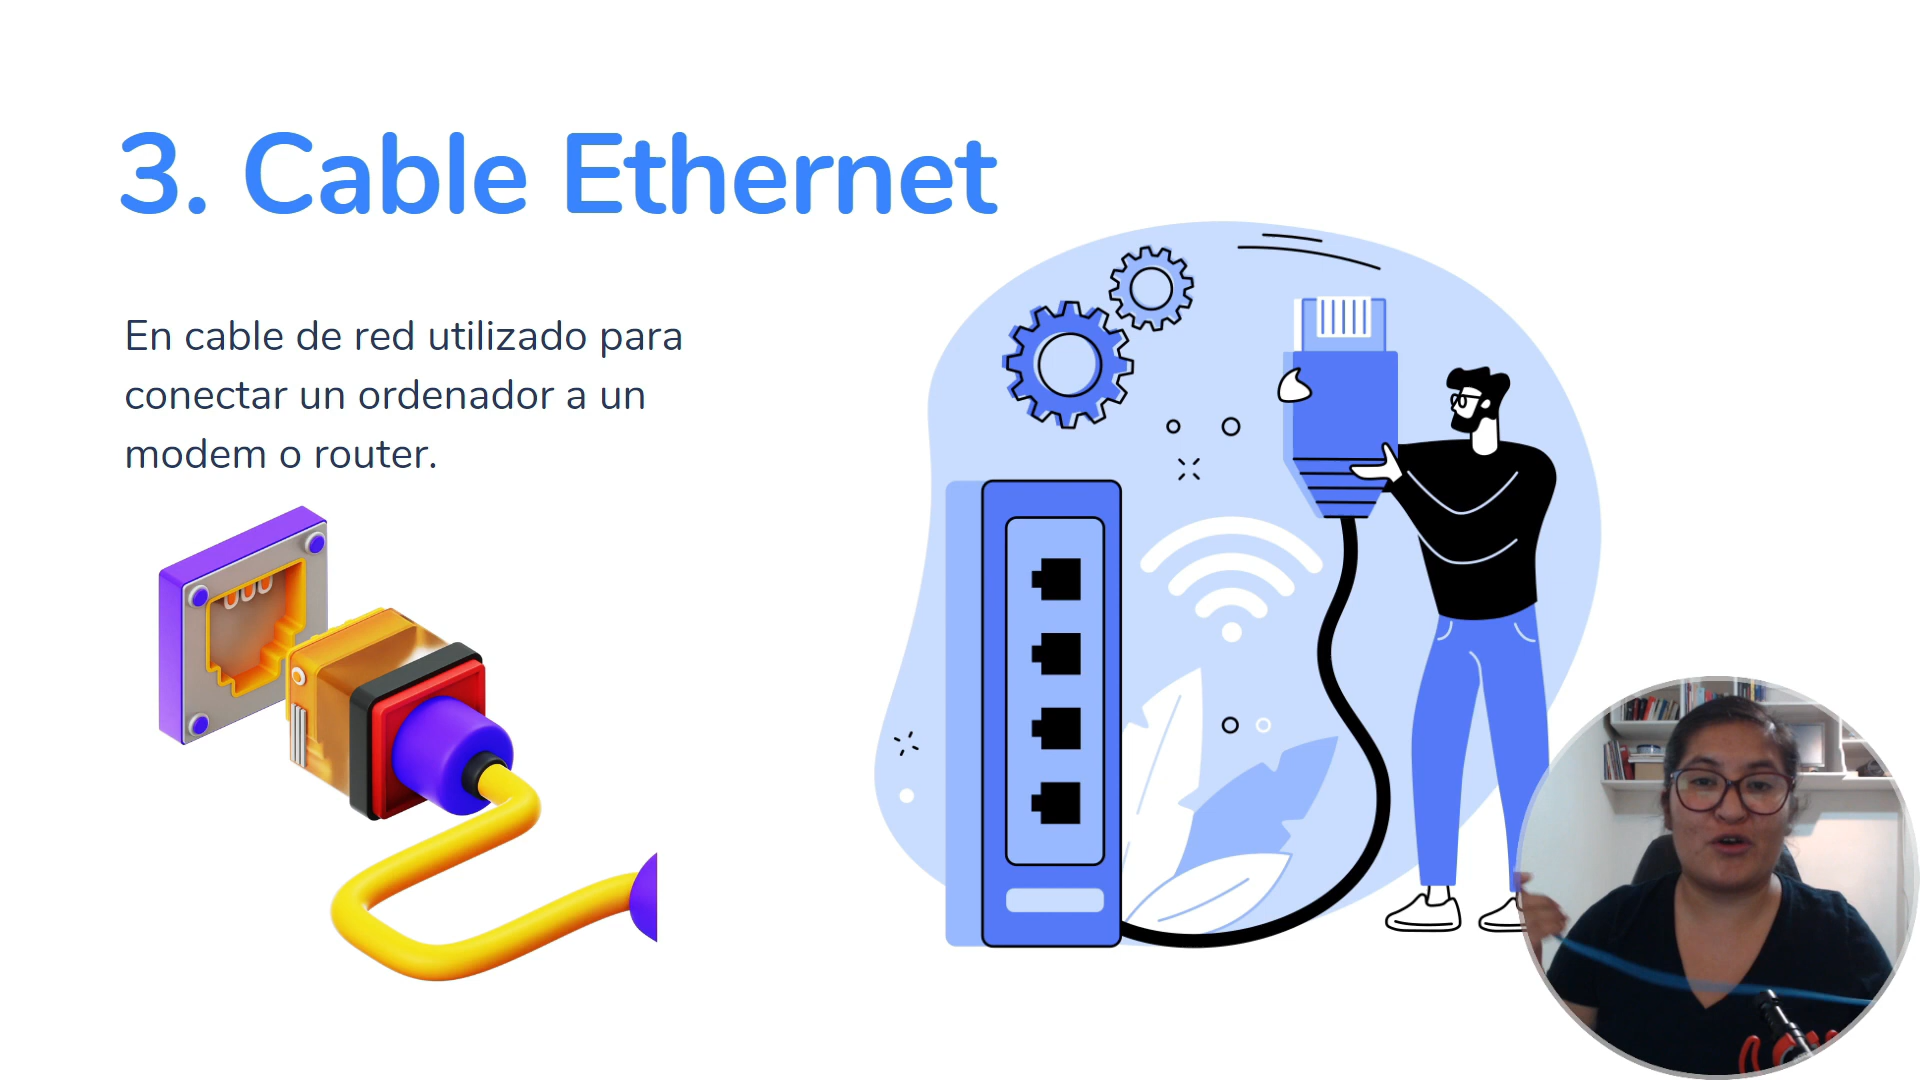 3. Cable Ethernet
En cable de red utilizado para
conectar un ordenador a un
modem o router.